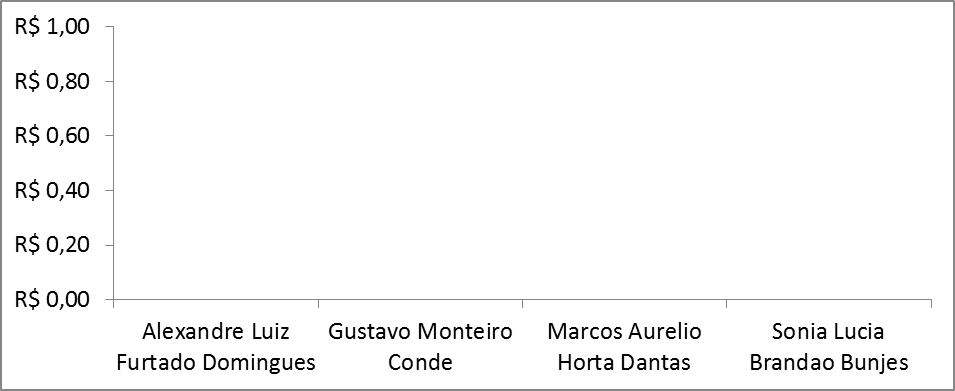 R$ 1,00
R$ 0,80
R$ 0,60
R$ 0,40
R$ 0,20
R$ 0,00
Alexandre Luiz
Furtado Domingues
Gustavo Monteiro
Conde
Marcos Aurelio
Horta Dantas
Sonia Lucia
Brandao Bunjes